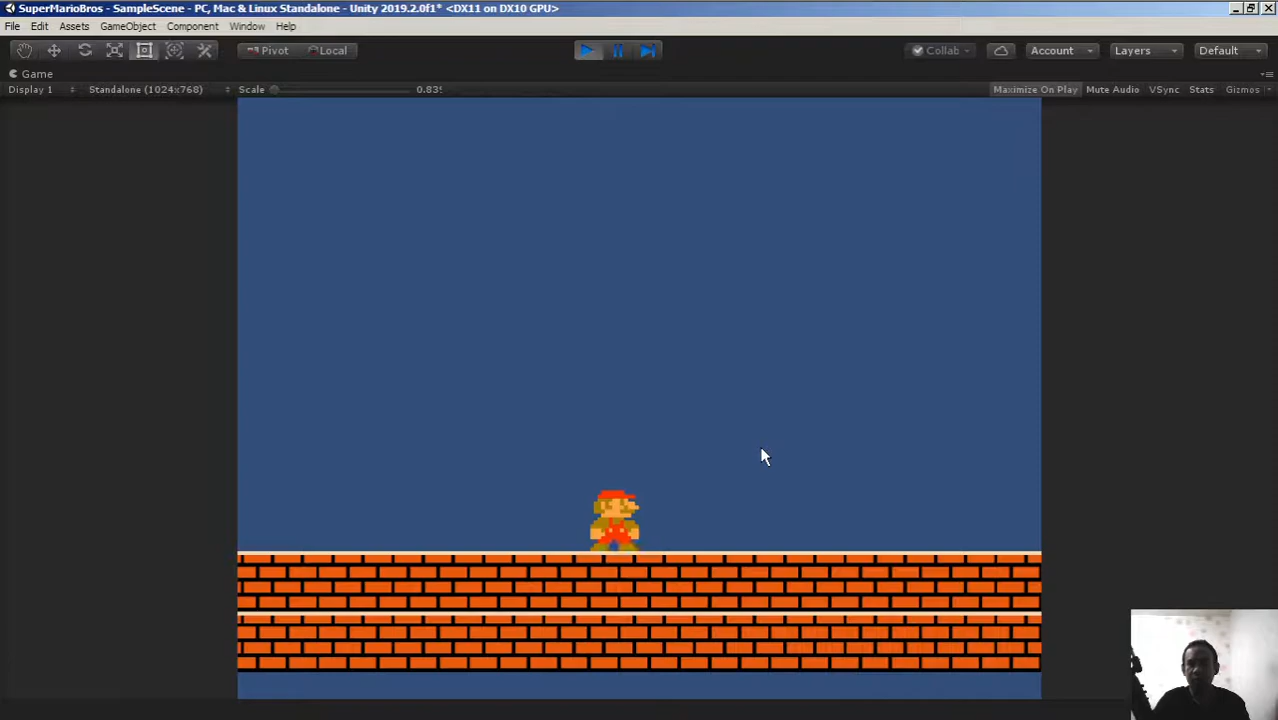 SuperMarioBros - SampleScene - PC, Mac & Linux Standalone - Unity 2019.2.0f1* <DX11 on DX10 GPU>
File Edit Assets GameObject Component Window Help
Pivot Local Collab Account Layers Default
Game
Display 1 Standalone (1024x768) Scale 0.83 Maximize On Play Mute Audio VSync Stats Gizmos